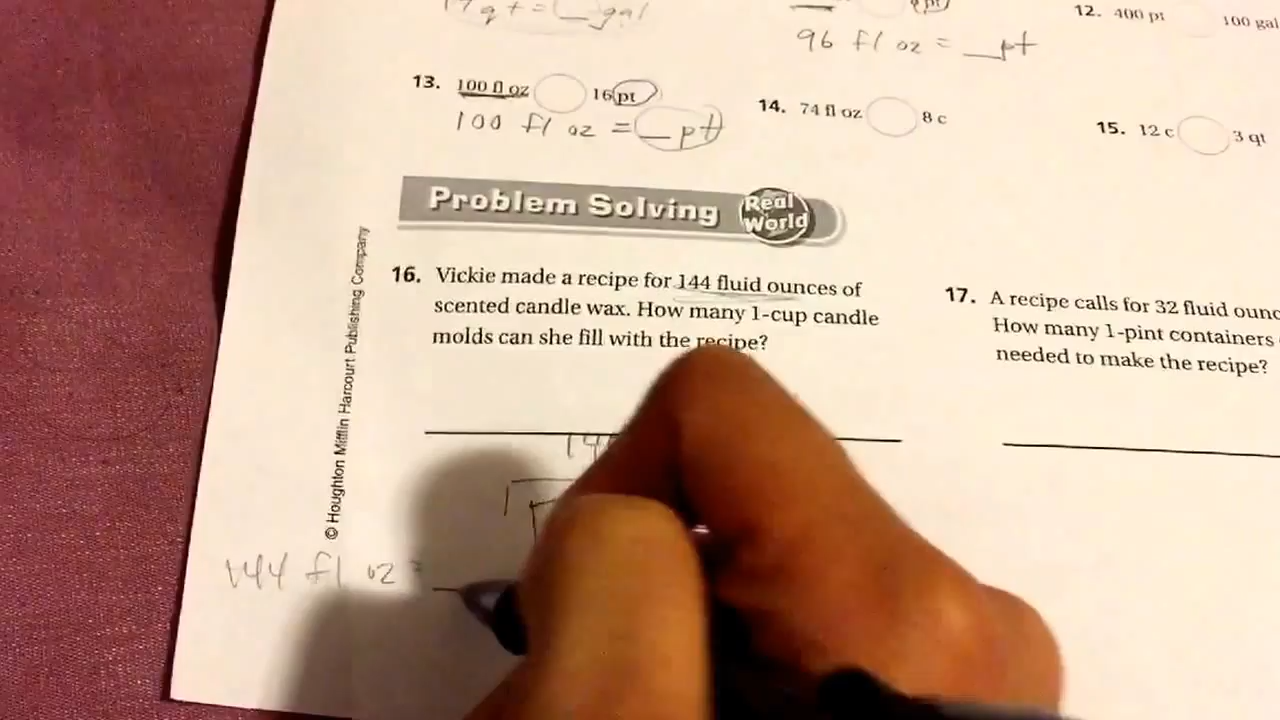 qt = _ gal
12. 400 pt 100 gal
96 fl oz = _pt
13. 100 fl oz 16 pt
100 fl oz = _ pt
14. 74 fl oz 8 c
15. 12 c 3 qt
Problem Solving Real World
16. Vickie made a recipe for 144 fluid ounces of
scented candle wax. How many 1-cup candle
molds can she fill with the recipe?
17. A recipe calls for 32 fluid
How many 1-pint containers
needed to make the recipe?
© Houghton Mifflin Harcourt Publishing Company
144 fl oz =